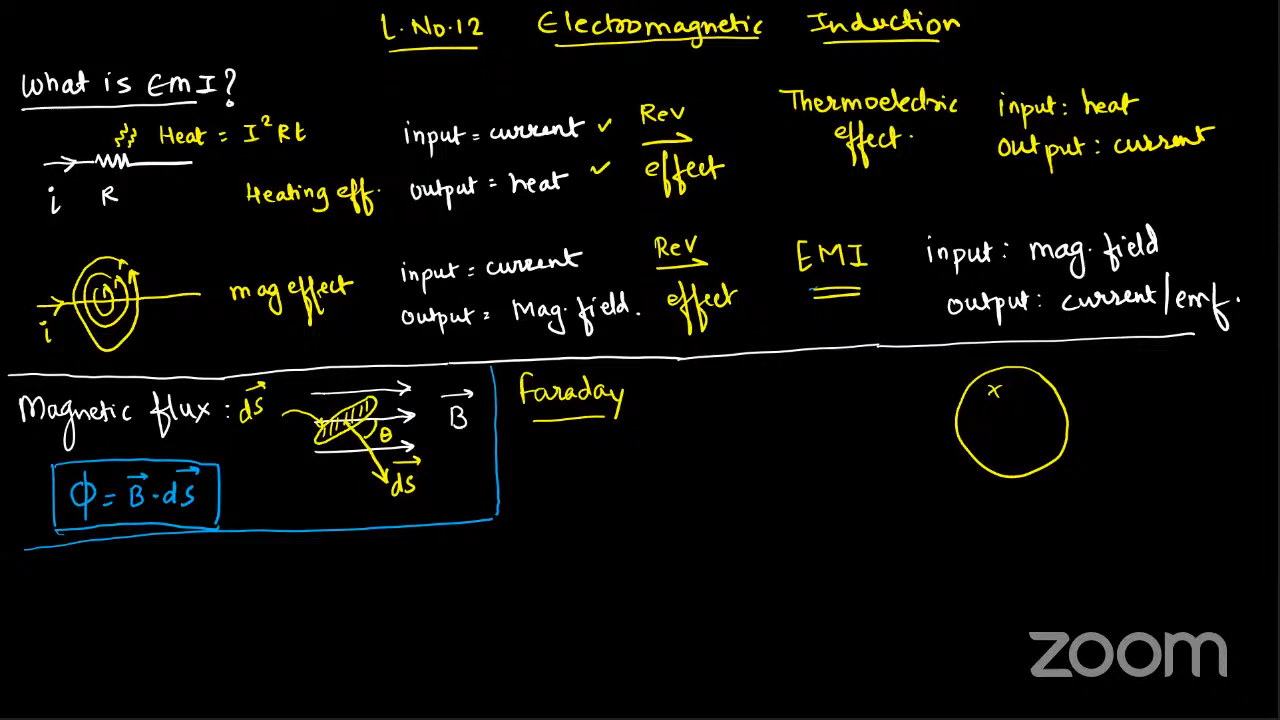 L.No.12 Electromagnetic Induction
What is EMI?
Heat = I²Rt
i R
Heating eff.
input = current ✓
output = heat ✓
Rev
effect
Thermoelectric
effect.
input: heat
output: current
i
mag effect
input = current
output = Mag. field.
Rev
effect
EMI
input: mag. field
output: current/emf.
Magnetic flux : ds
B
θ
ds
Φ = B · ds
Faraday
x
zoom